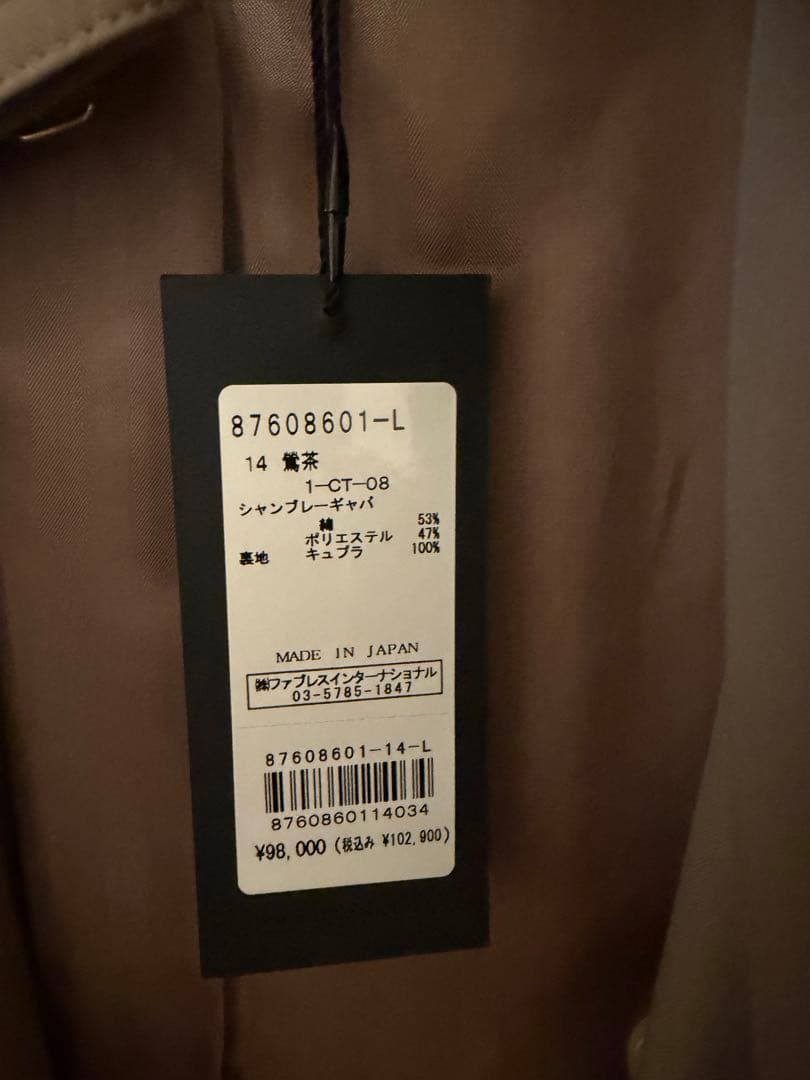 87608601-L
14 鶯茶
1-CT-08
シャンブレーギャバ
綿 53%
ポリエステル 47%
裏地 キュプラ 100%
MADE IN JAPAN
㈱ファブレスインターナショナル
03-5785-1847
87608601-14-L
8760860114034
¥98,000 (税込み ¥102,900)